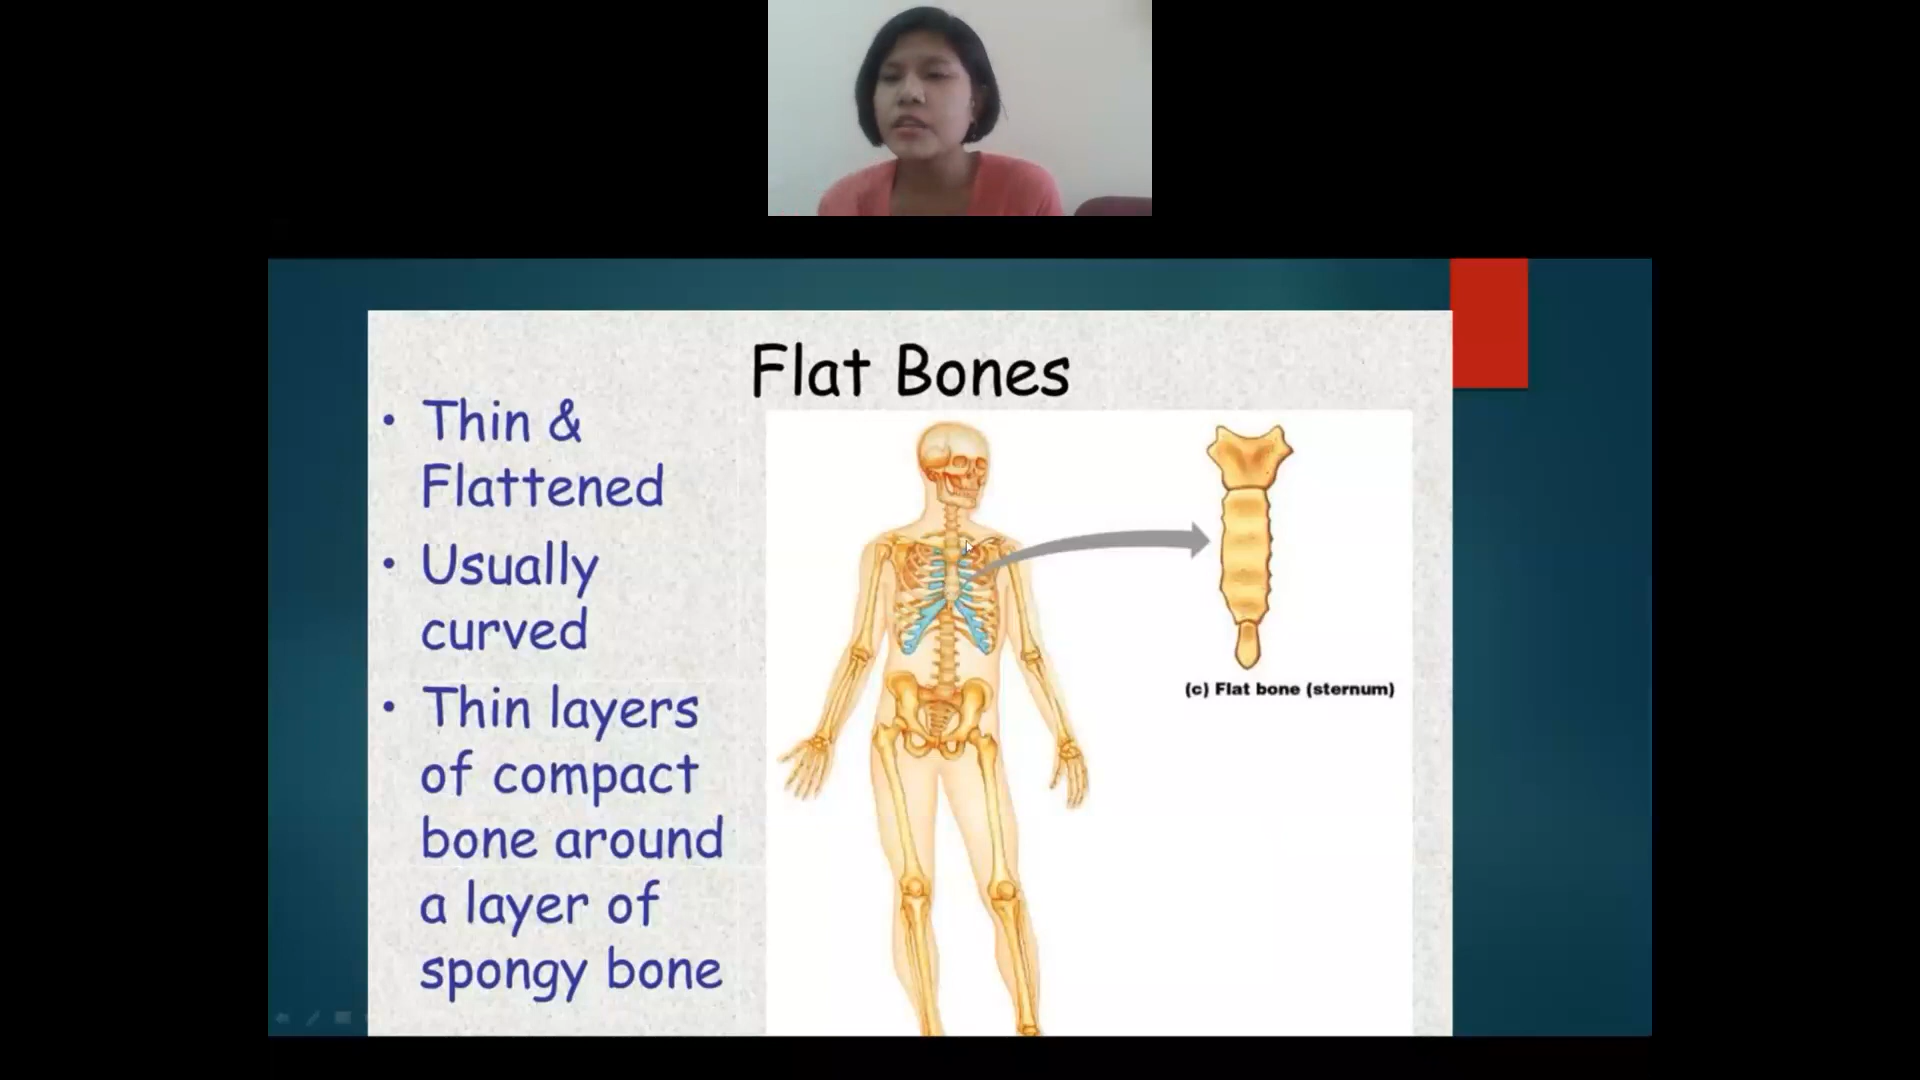 Flat Bones
• Thin &
Flattened
• Usually
curved
• Thin layers
of compact
bone around
a layer of
spongy bone
(c) Flat bone (sternum)